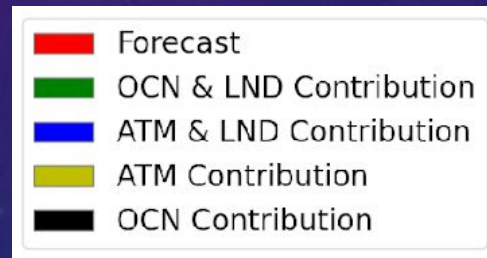 Forecast
OCN & LND Contribution
ATM & LND Contribution
ATM Contribution
OCN Contribution